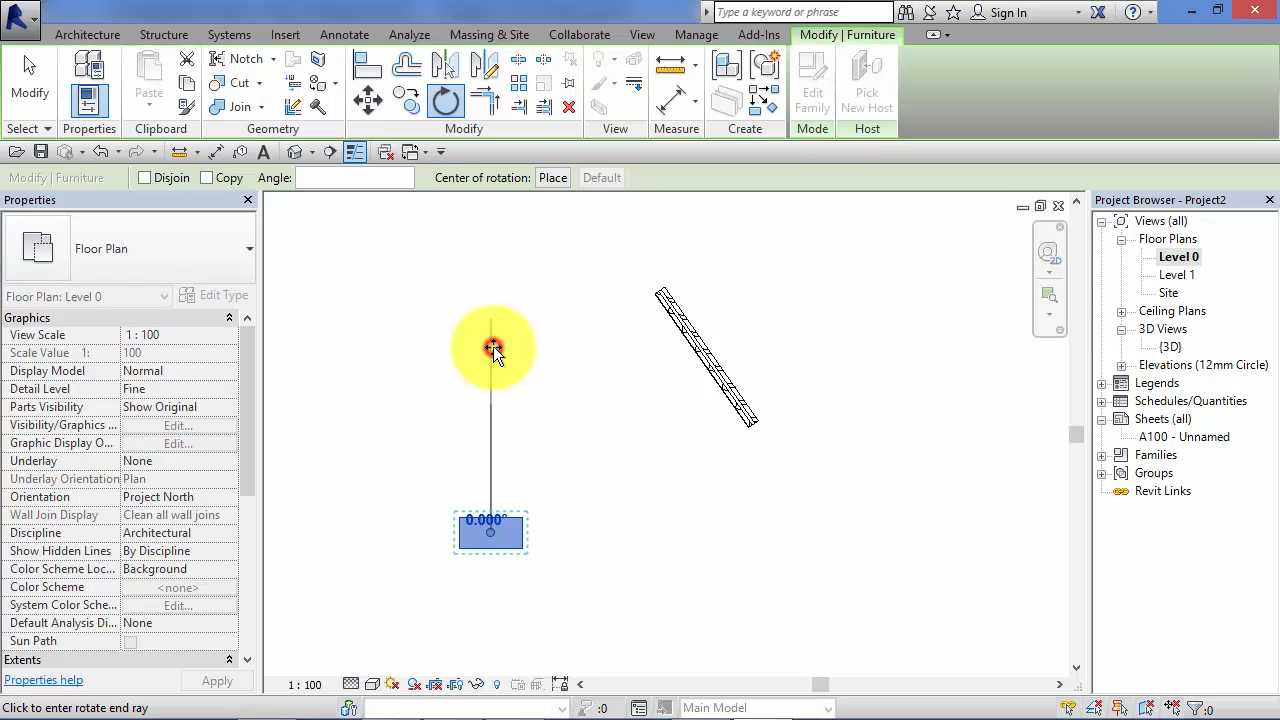 Type a keyword or phrase
Sign In
Architecture Structure Systems Insert Annotate Analyze Massing & Site Collaborate View Manage Add-Ins Modify | Furniture
Modify
Paste
Notch
Cut
Join
Edit
Family
Pick
New Host
Select Properties Clipboard Geometry Modify View Measure Create Mode Host
Modify | Furniture Disjoin Copy Angle: Center of rotation: Place Default
Properties
Floor Plan
Floor Plan: Level 0 Edit Type
Graphics
View Scale 1 : 100
Scale Value 1: 100
Display Model Normal
Detail Level Fine
Parts Visibility Show Original
Visibility/Graphics ... Edit...
Graphic Display O... Edit...
Underlay None
Underlay Orientation Plan
Orientation Project North
Wall Join Display Clean all wall joins
Discipline Architectural
Show Hidden Lines By Discipline
Color Scheme Loc... Background
Color Scheme <none>
System Color Sche... Edit...
Default Analysis Di... None
Sun Path
Extents
Properties help Apply
2D
0.000°
Project Browser - Project2
Views (all)
Floor Plans
Level 0
Level 1
Site
Ceiling Plans
3D Views
{3D}
Elevations (12mm Circle)
Legends
Schedules/Quantities
Sheets (all)
A100 - Unnamed
Families
Groups
Revit Links
1 : 100
Click to enter rotate end ray :0 Main Model :0